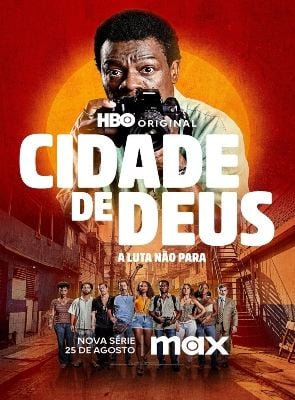 HBO ORIGINAL
CIDADE
DE DEUS
A LUTA NÃO PARA
NOVA SÉRIE
25 DE AGOSTO
max